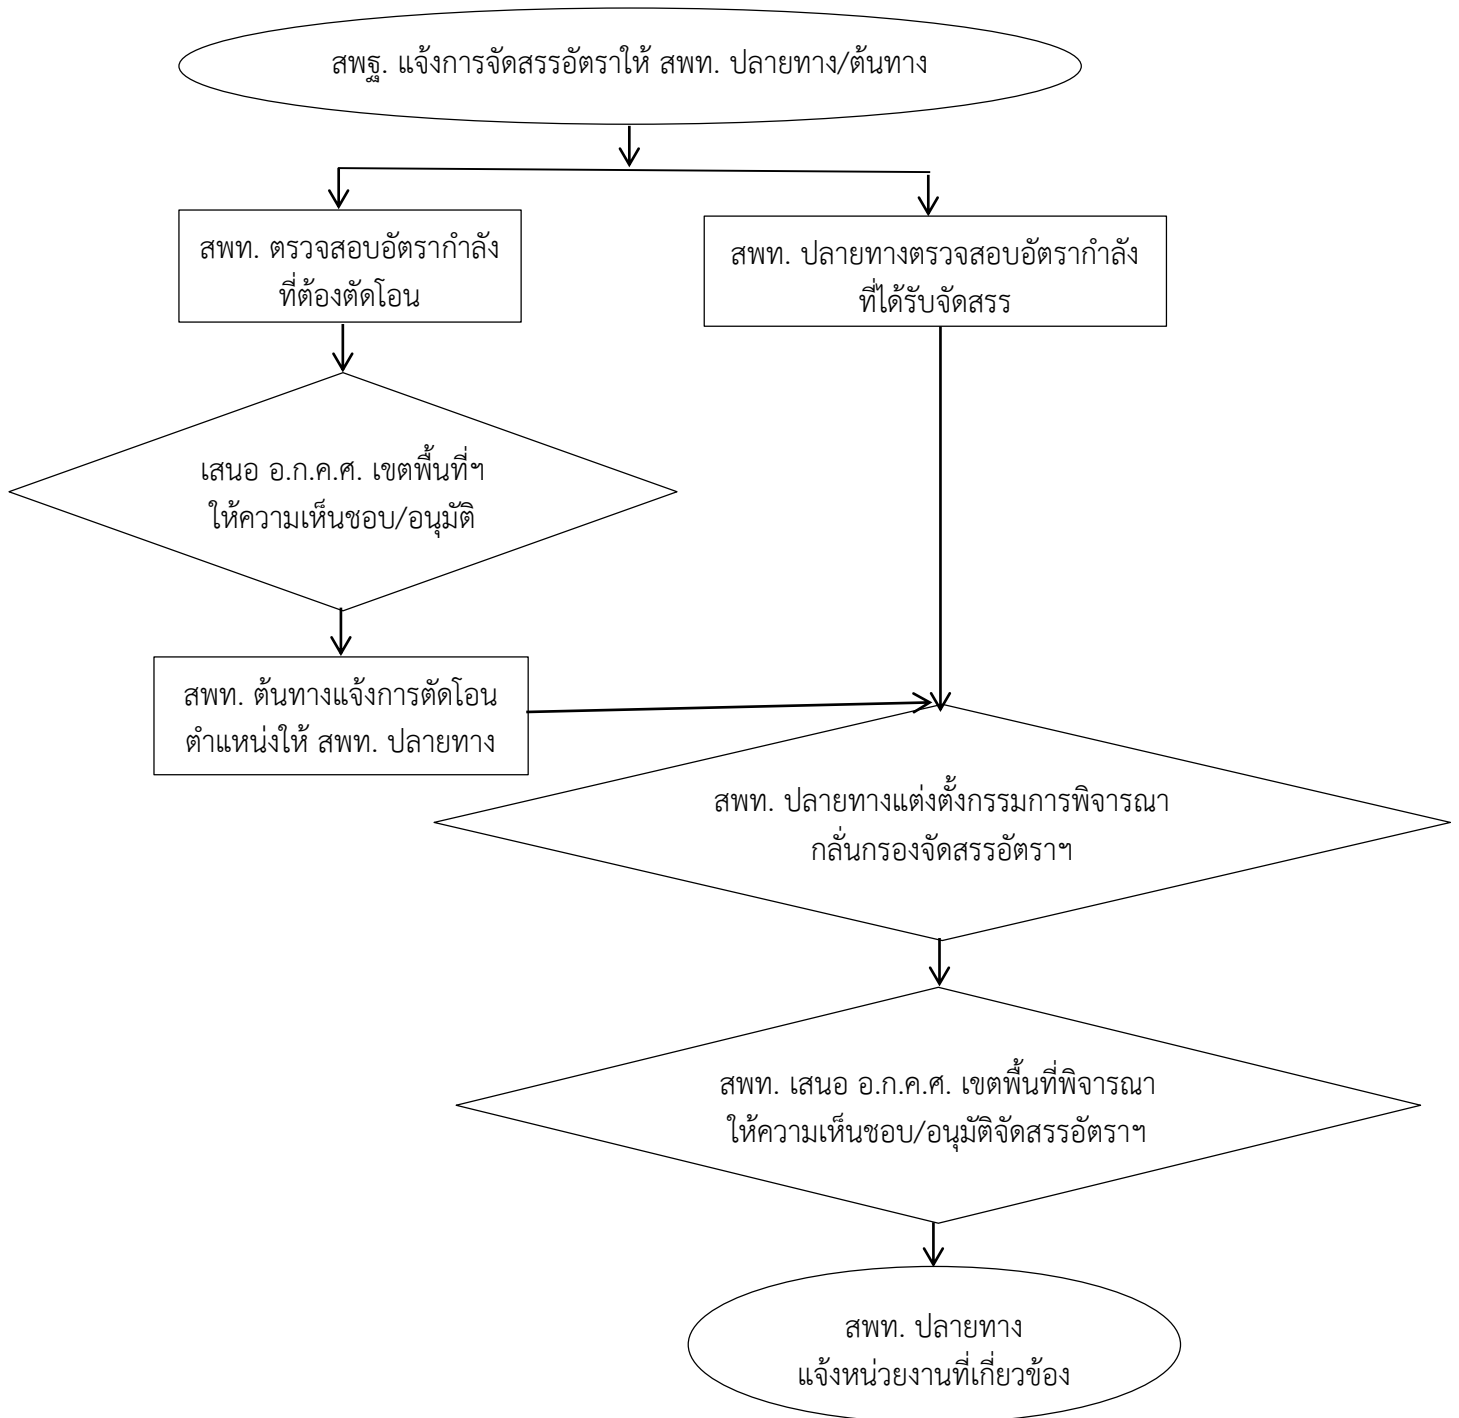 สพฐ. แจ้งการจัดสรรอัตราให้ สพท. ปลายทาง/ต้นทาง
สพท. ตรวจสอบอัตรากำลัง
ที่ต้องตัดโอน
สพท. ปลายทางตรวจสอบอัตรากำลัง
ที่ได้รับจัดสรร
เสนอ อ.ก.ค.ศ. เขตพื้นที่ฯ
ให้ความเห็นชอบ/อนุมัติ
สพท. ต้นทางแจ้งการตัดโอน
ตำแหน่งให้ สพท. ปลายทาง
สพท. ปลายทางแต่งตั้งกรรมการพิจารณา
กลั่นกรองจัดสรรอัตราฯ
สพท. เสนอ อ.ก.ค.ศ. เขตพื้นที่พิจารณา
ให้ความเห็นชอบ/อนุมัติจัดสรรอัตราฯ
สพท. ปลายทาง
แจ้งหน่วยงานที่เกี่ยวข้อง